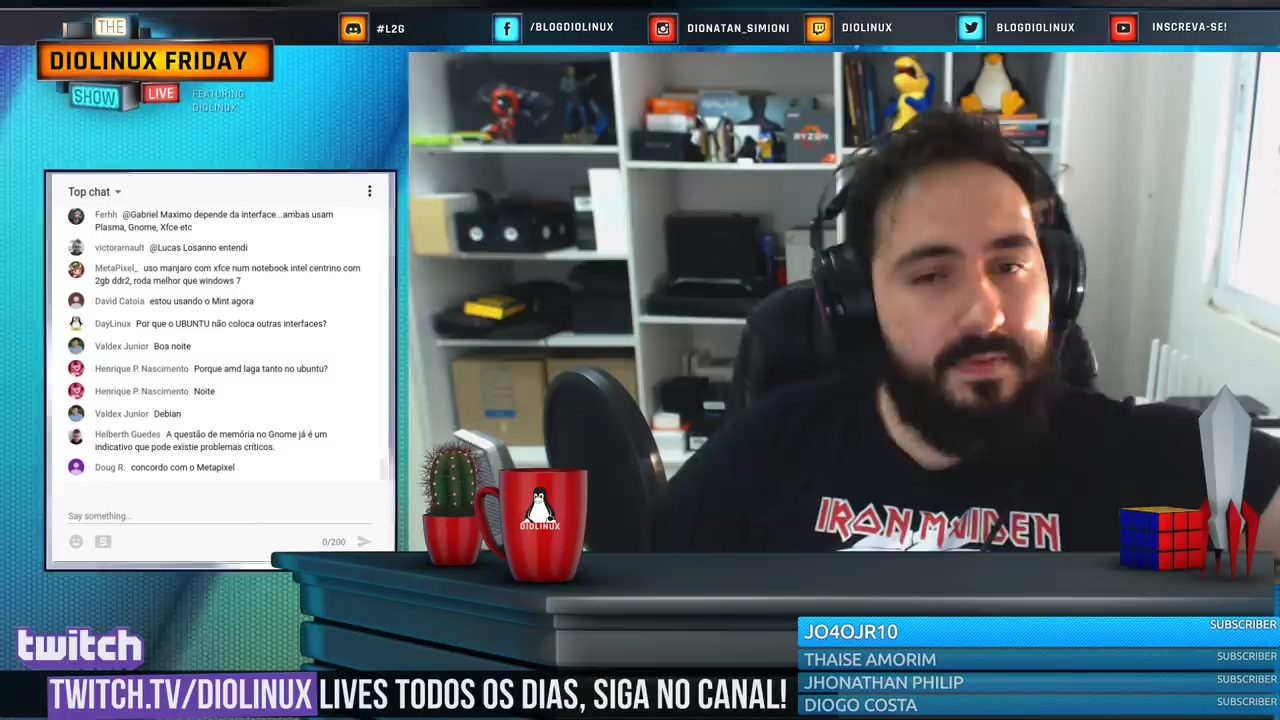 THE
DIOLINUX FRIDAY
SHOW
LIVE
FEATURING
DIOLINUX
#L2G
/BLOGDIOLINUX
DIONATAN_SIMIONI
DIOLINUX
BLOGDIOLINUX
INSCREVA-SE!
Top chat
Ferhh @Gabriel Maximo depende da interface...ambas usam
Plasma, Gnome, Xfce etc
victorarnault @Lucas Losanno entendi
MetaPixel_ uso manjaro com xfce num notebook intel centrino com
2gb ddr2, roda melhor que windows 7
David Catoia estou usando o Mint agora
DayLinux Por que o UBUNTU não coloca outras interfaces?
Valdex Junior Boa noite
Henrique P. Nascimento Porque amd laga tanto no ubuntu?
Henrique P. Nascimento Noite
Valdex Junior Debian
Helberth Guedes A questão de memória no Gnome já é um
indicativo que pode existie problemas críticos.
Doug R. concordo com o Metapixel
Say something...
0/200
RYZEN
DIOLINUX
IRON MAIDEN
twitch
TWITCH.TV/DIOLINUX LIVES TODOS OS DIAS, SIGA NO CANAL!
JO4OJR10 SUBSCRIBER
THAISE AMORIM SUBSCRIBER
JHONATHAN PHILIP SUBSCRIBER
DIOGO COSTA SUBSCRIBER